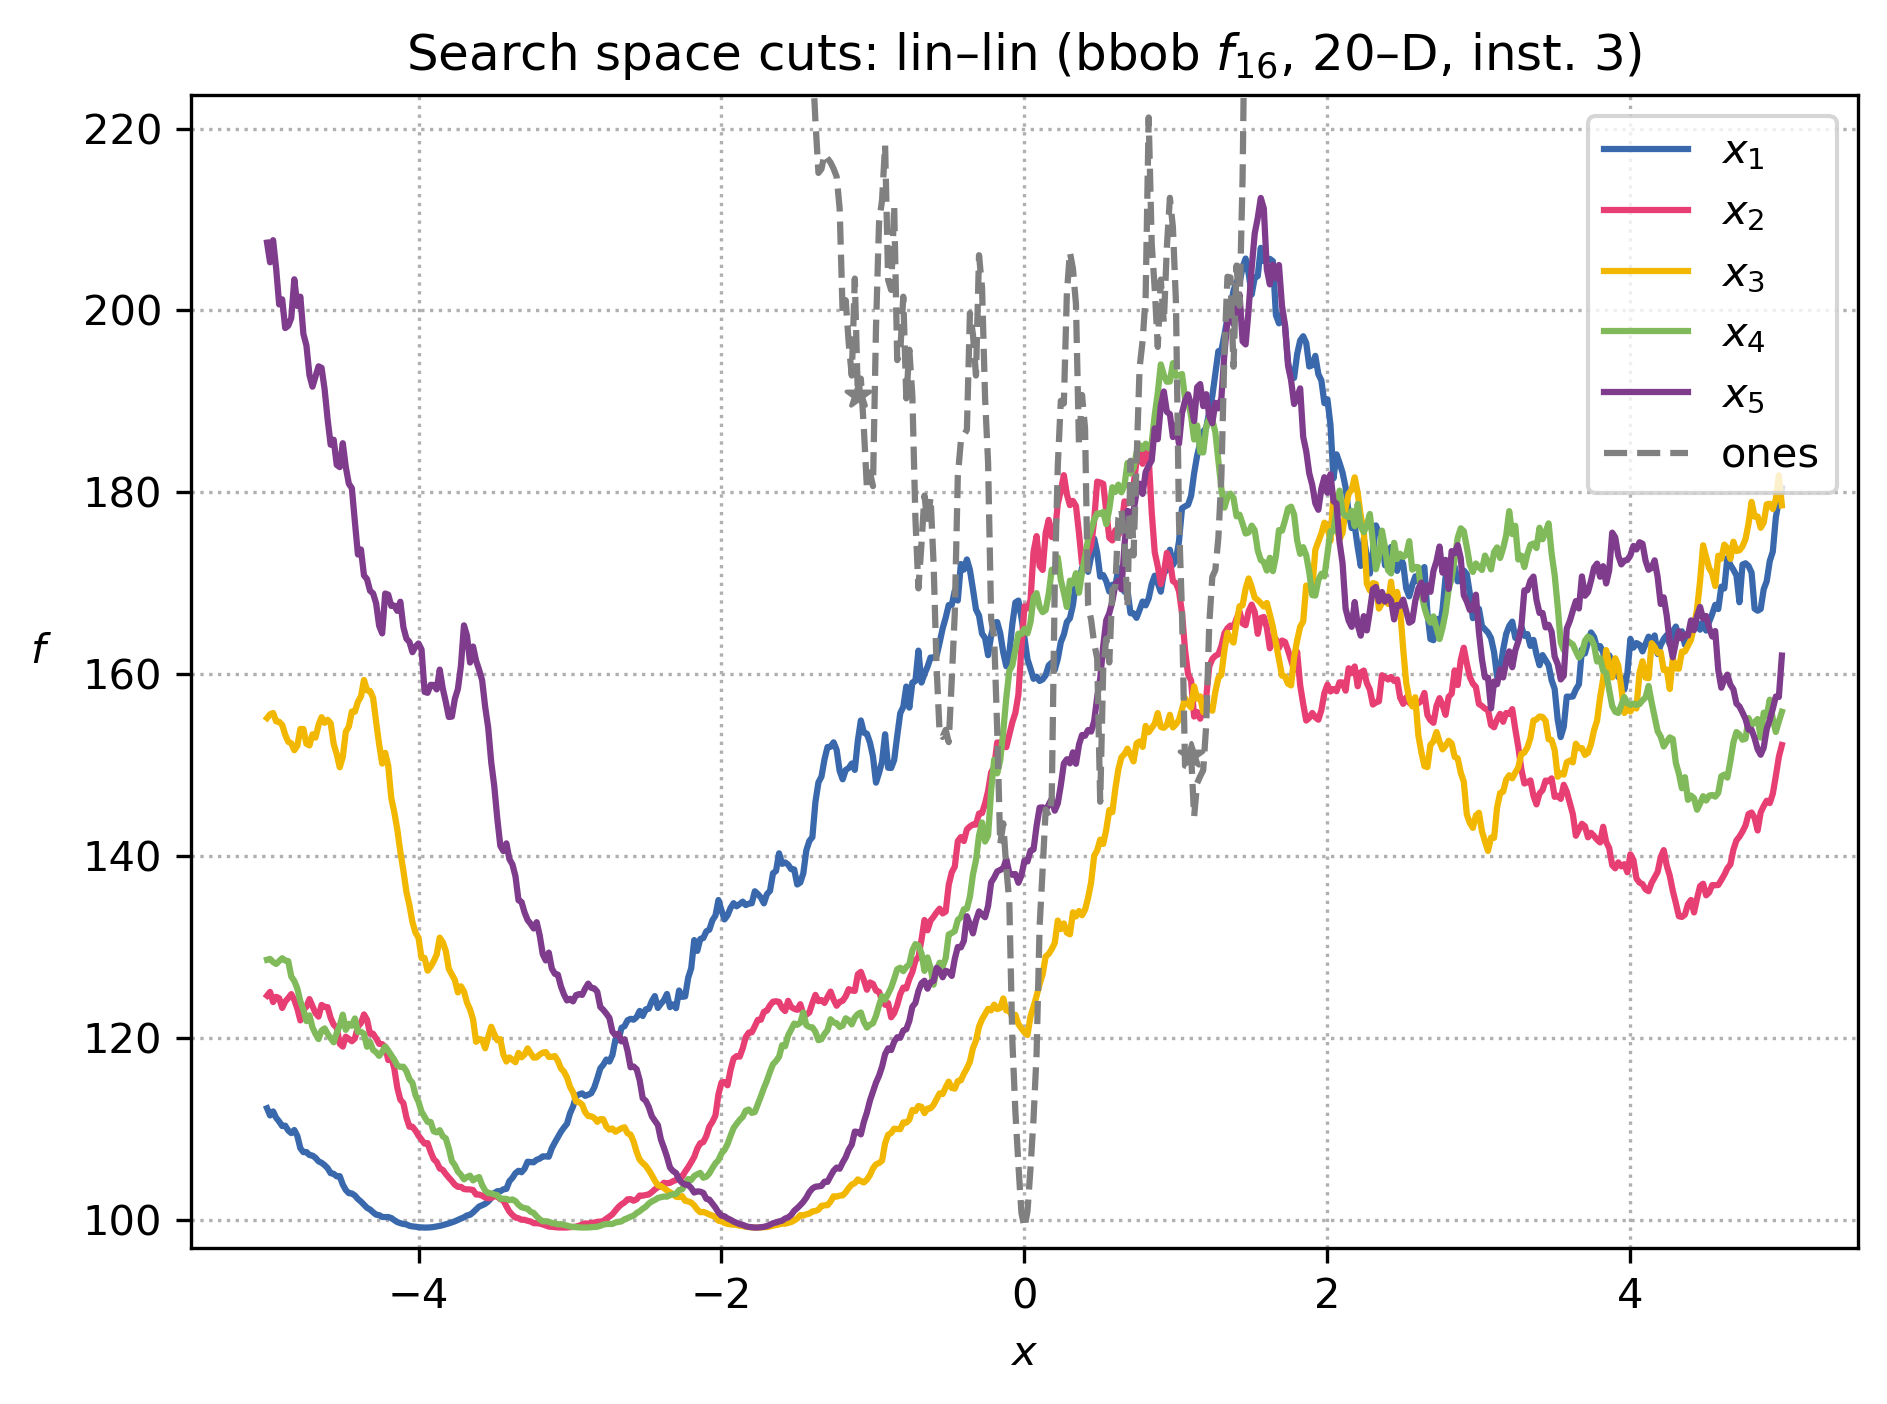 Search space cuts: lin–lin (bbob f₁₆, 20–D, inst. 3)
220
200
180
160
140
120
100
f
x₁
x₂
x₃
x₄
x₅
ones
−4
−2
0
2
4
x